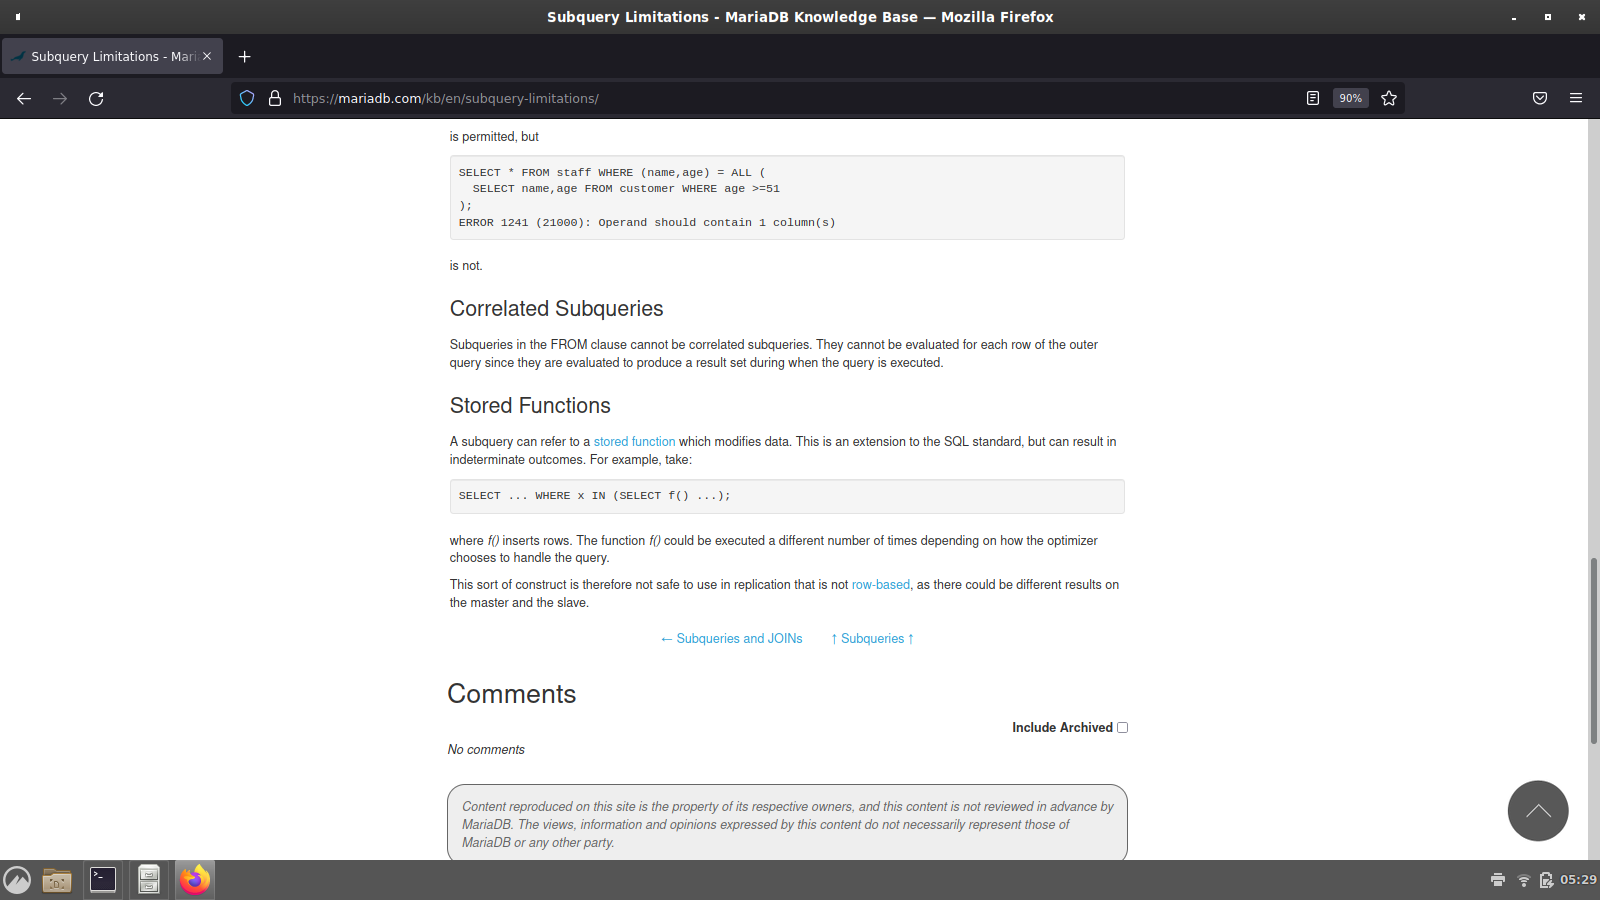 Subquery Limitations - MariaDB Knowledge Base — Mozilla Firefox
Subquery Limitations - Mari
https://mariadb.com/kb/en/subquery-limitations/
90%
is permitted, but
SELECT * FROM staff WHERE (name,age) = ALL (
  SELECT name,age FROM customer WHERE age >=51
);
ERROR 1241 (21000): Operand should contain 1 column(s)
is not.
Correlated Subqueries
Subqueries in the FROM clause cannot be correlated subqueries. They cannot be evaluated for each row of the outer
query since they are evaluated to produce a result set during when the query is executed.
Stored Functions
A subquery can refer to a stored function which modifies data. This is an extension to the SQL standard, but can result in
indeterminate outcomes. For example, take:
SELECT ... WHERE x IN (SELECT f() ...);
where f() inserts rows. The function f() could be executed a different number of times depending on how the optimizer
chooses to handle the query.
This sort of construct is therefore not safe to use in replication that is not row-based, as there could be different results on
the master and the slave.
← Subqueries and JOINs ↑ Subqueries ↑
Comments
Include Archived
No comments
Content reproduced on this site is the property of its respective owners, and this content is not reviewed in advance by
MariaDB. The views, information and opinions expressed by this content do not necessarily represent those of
MariaDB or any other party.
05:29